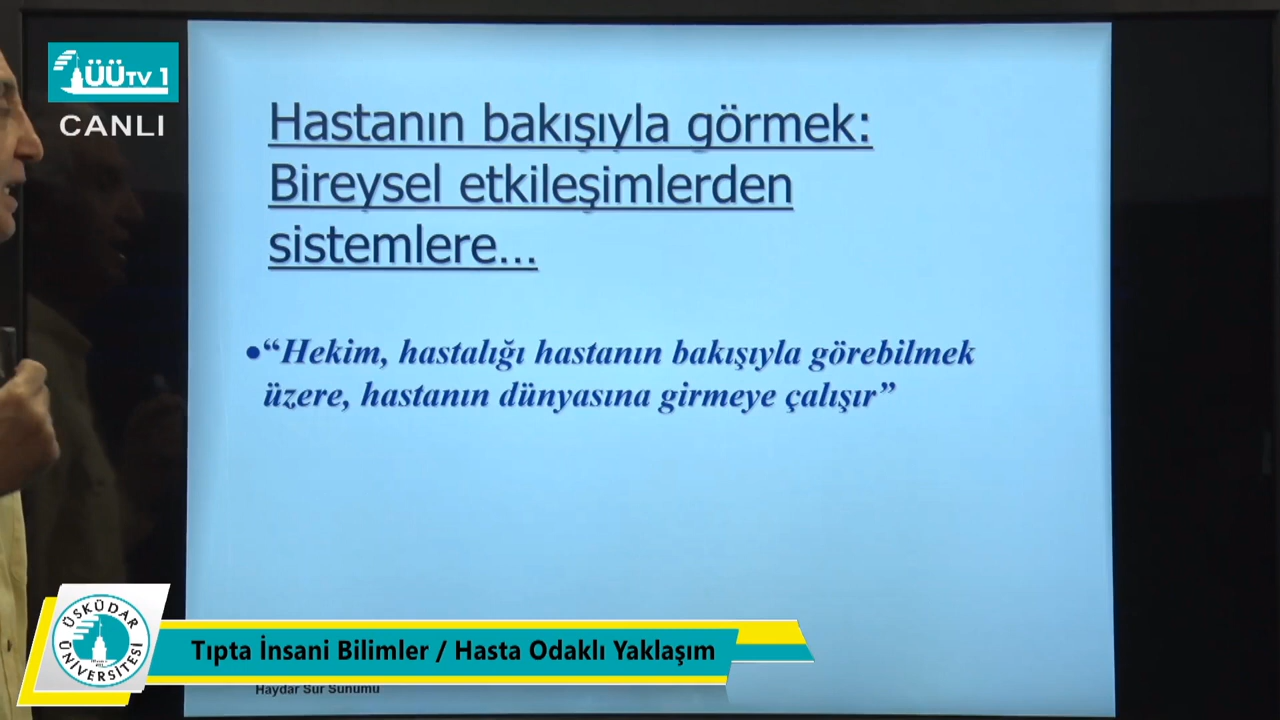 ÜÜTV 1
CANLI
Hastanın bakışıyla görmek:
Bireysel etkileşimlerden
sistemlere...
•“Hekim, hastalığı hastanın bakışıyla görebilmek
üzere, hastanın dünyasına girmeye çalışır”
ÜSKÜDAR
ÜNİVERSİTESİ
Tıpta İnsani Bilimler / Hasta Odaklı Yaklaşım
Haydar Sur Sunumu